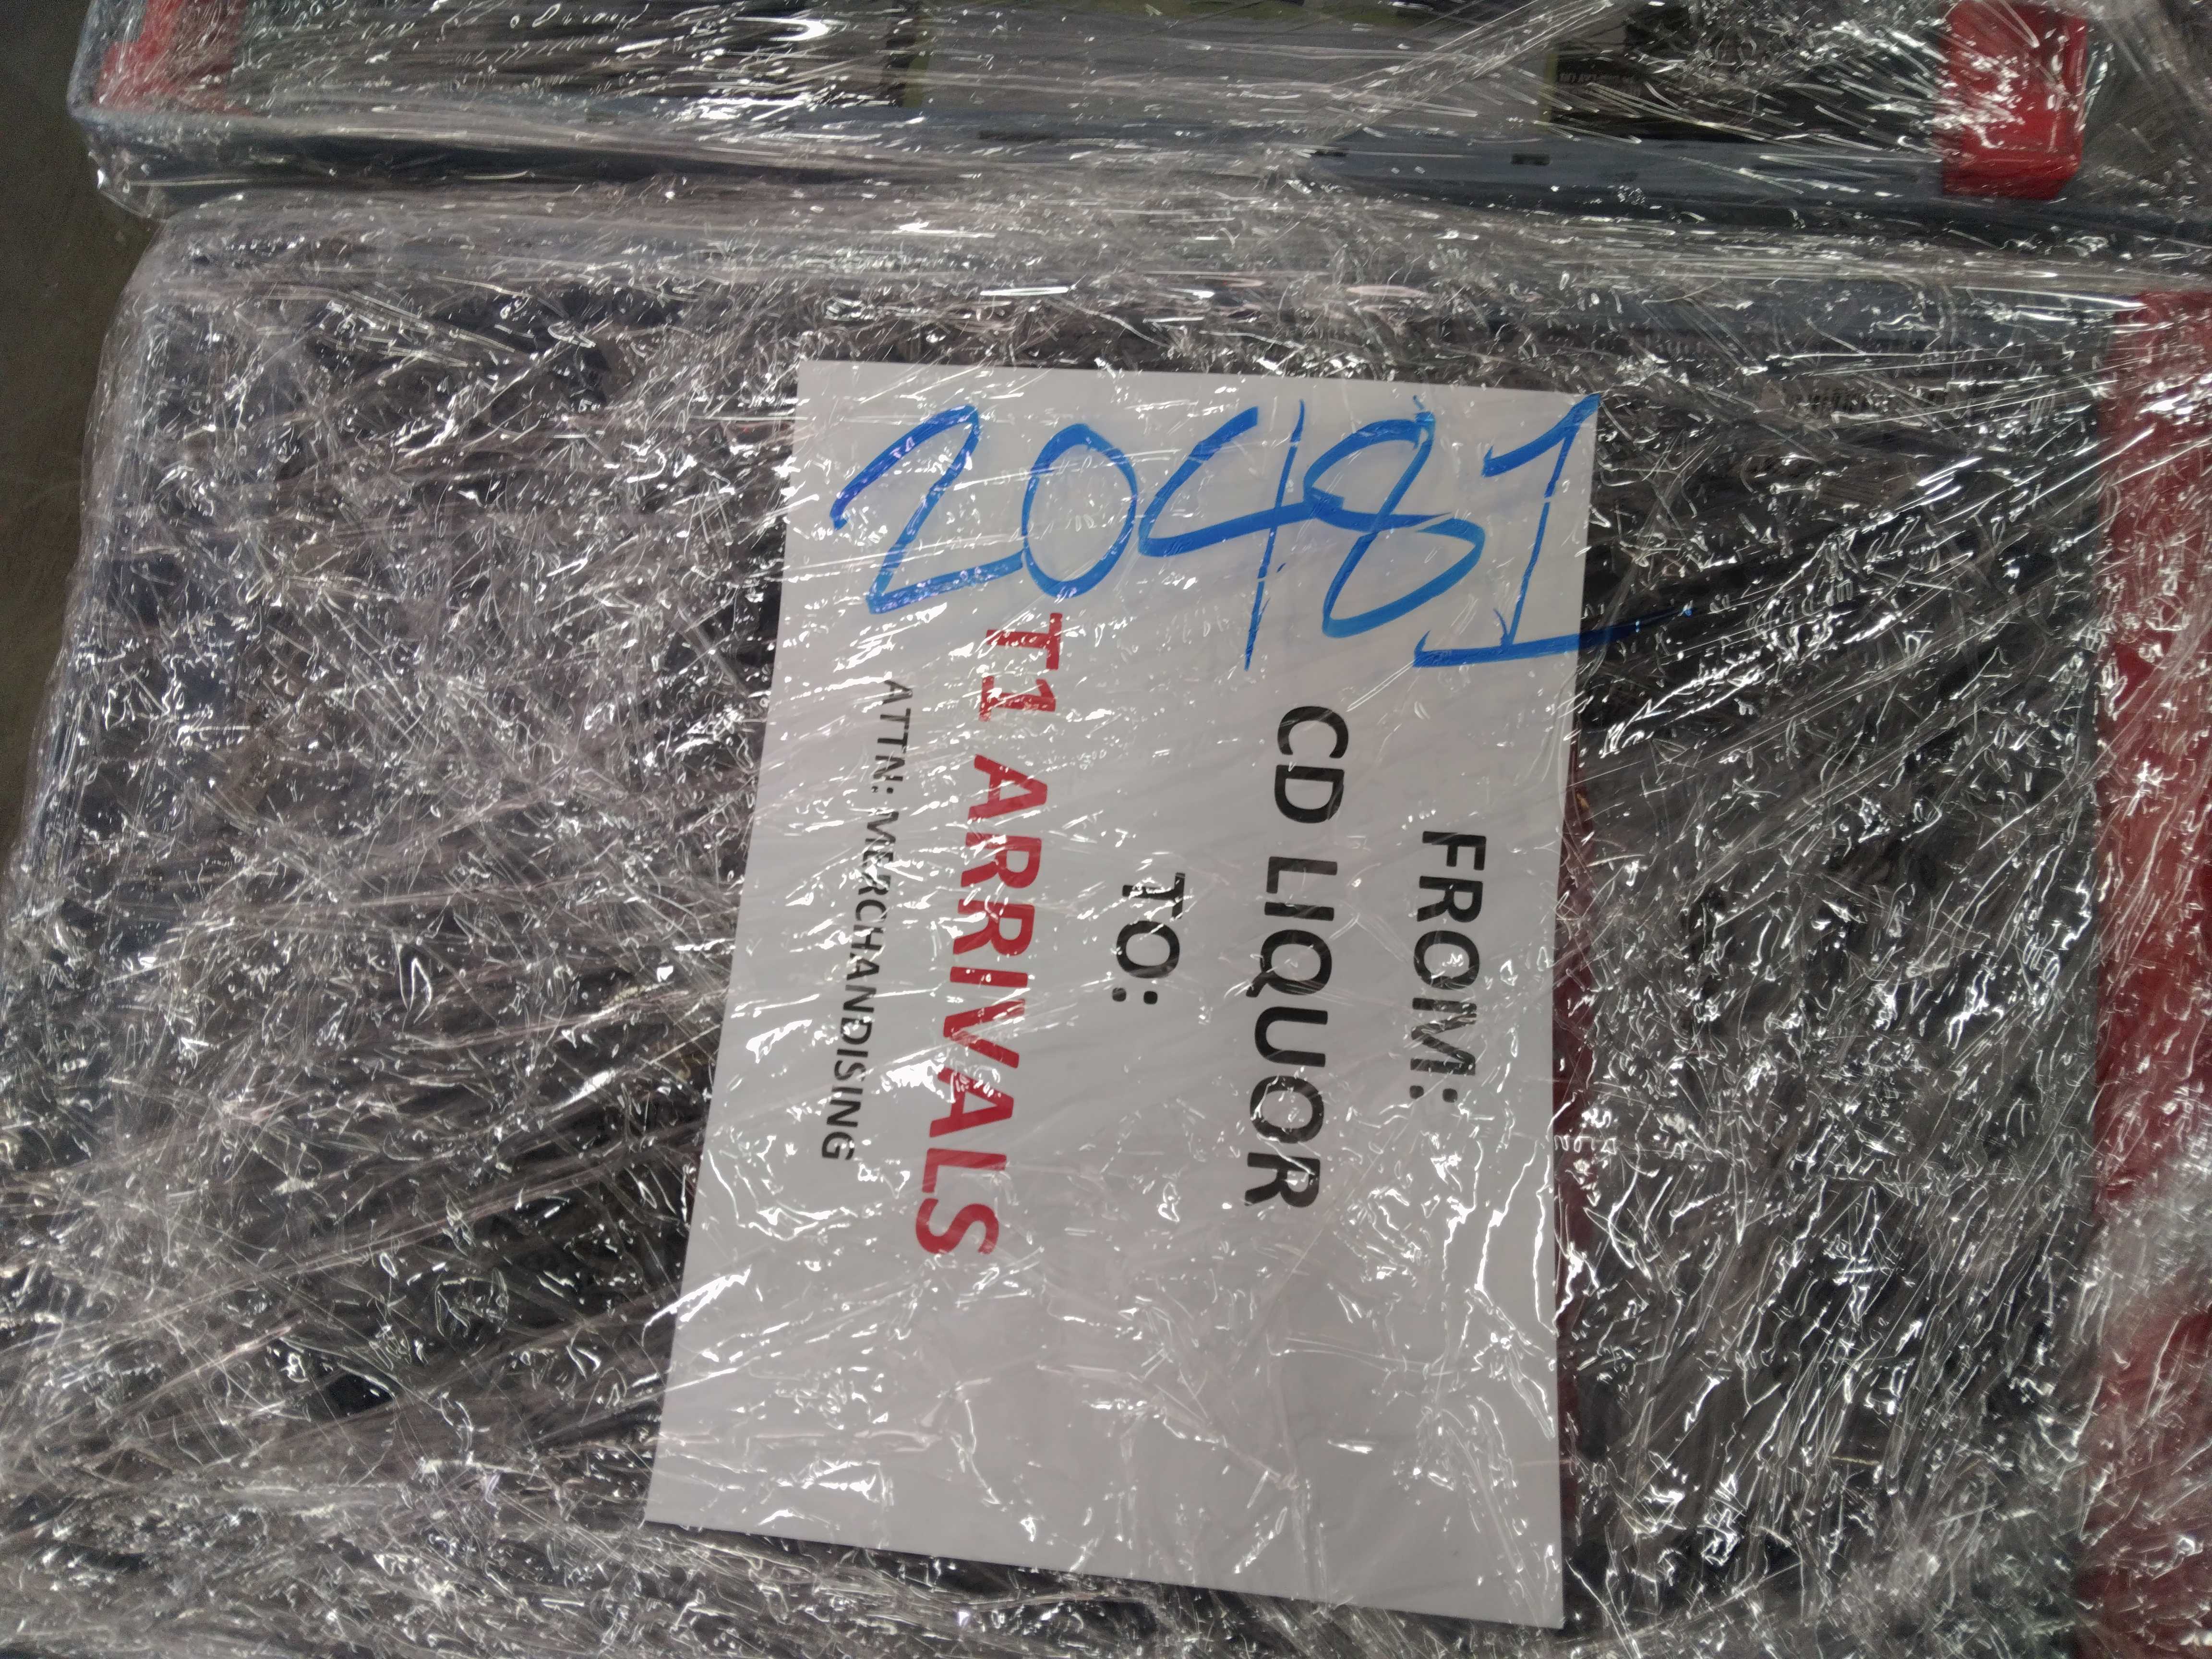 20481
FROM:
CD LIQUOR
TO:
T1 ARRIVALS
ATTN: MERCHANDISING